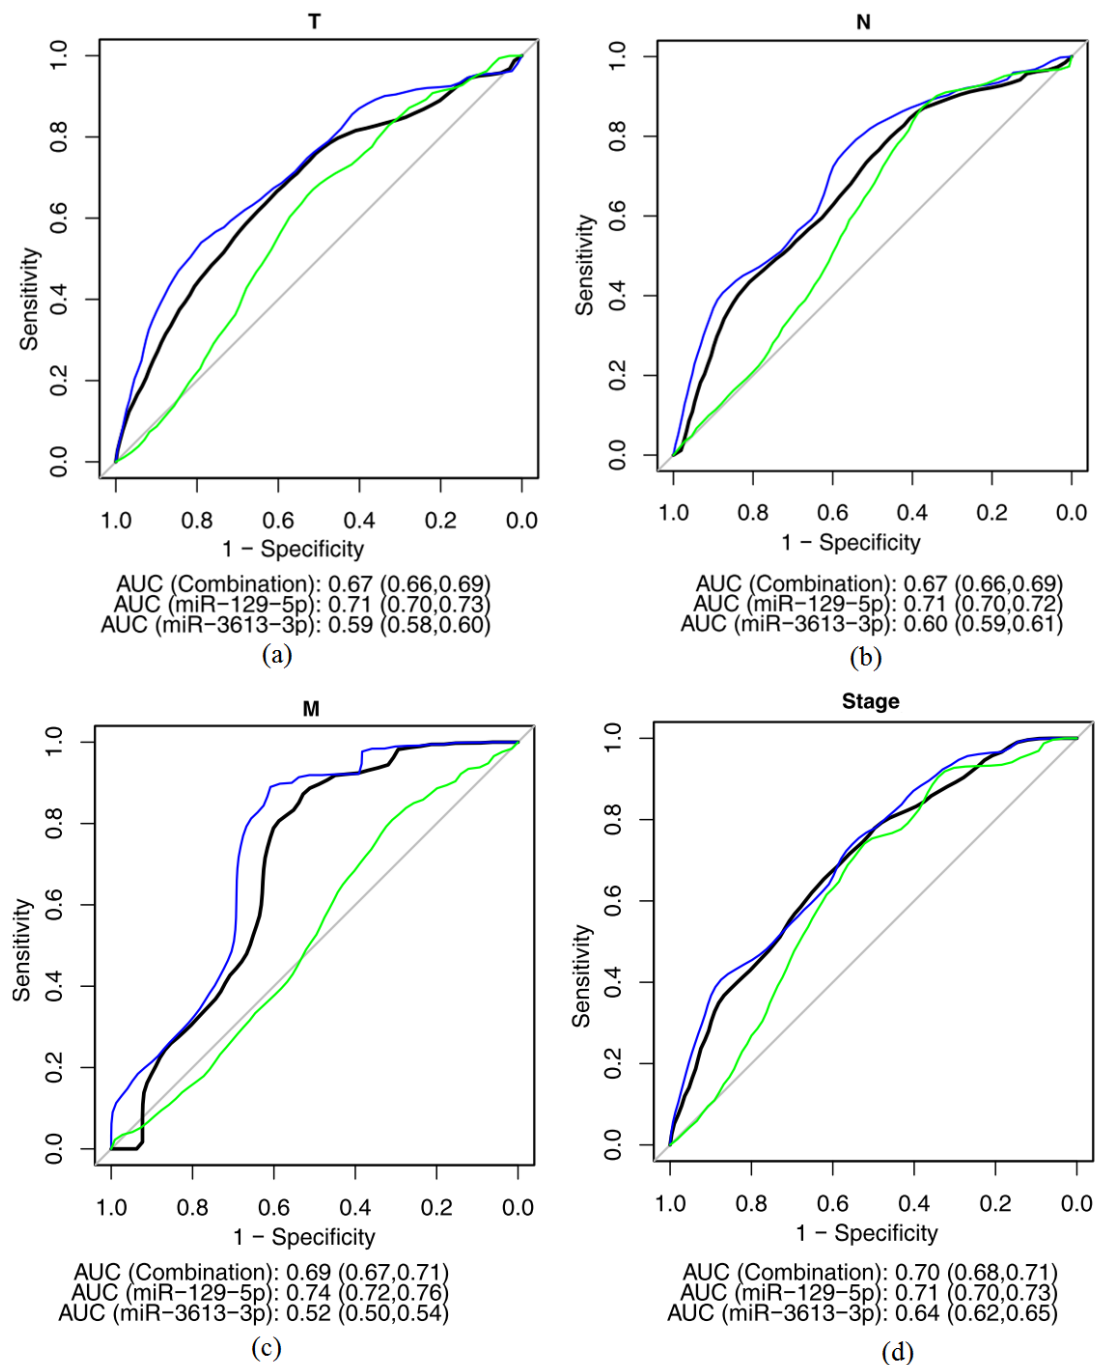 T
Sensitivity
1.0
0.8
0.6
0.4
0.2
0.0
1.0 0.8 0.6 0.4 0.2 0.0
1 − Specificity
AUC (Combination): 0.67 (0.66,0.69)
AUC (miR−129−5p): 0.71 (0.70,0.73)
AUC (miR−3613−3p): 0.59 (0.58,0.60)
(a)
N
Sensitivity
1.0
0.8
0.6
0.4
0.2
0.0
1.0 0.8 0.6 0.4 0.2 0.0
1 − Specificity
AUC (Combination): 0.67 (0.66,0.69)
AUC (miR−129−5p): 0.71 (0.70,0.72)
AUC (miR−3613−3p): 0.60 (0.59,0.61)
(b)
M
Sensitivity
1.0
0.8
0.6
0.4
0.2
0.0
1.0 0.8 0.6 0.4 0.2 0.0
1 − Specificity
AUC (Combination): 0.69 (0.67,0.71)
AUC (miR−129−5p): 0.74 (0.72,0.76)
AUC (miR−3613−3p): 0.52 (0.50,0.54)
(c)
Stage
Sensitivity
1.0
0.8
0.6
0.4
0.2
0.0
1.0 0.8 0.6 0.4 0.2 0.0
1 − Specificity
AUC (Combination): 0.70 (0.68,0.71)
AUC (miR−129−5p): 0.71 (0.70,0.73)
AUC (miR−3613−3p): 0.64 (0.62,0.65)
(d)